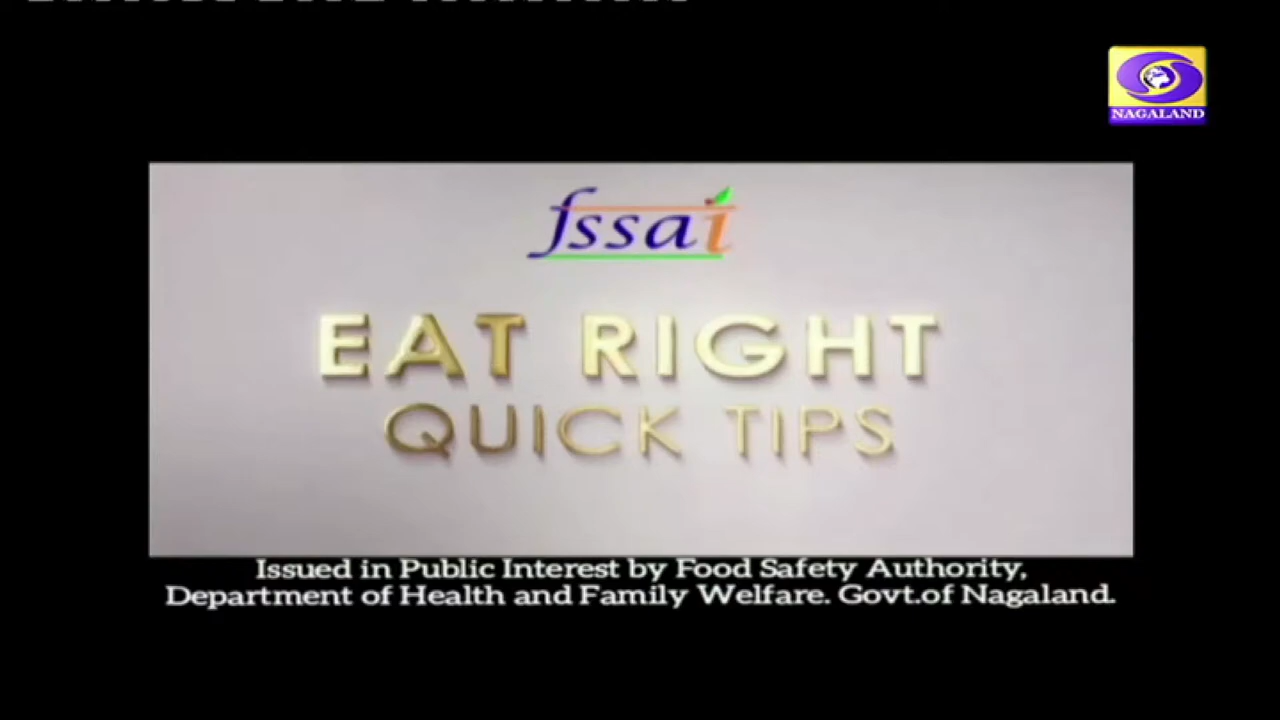 NAGALAND
fssai
EAT RIGHT
QUICK TIPS
Issued in Public Interest by Food Safety Authority,
Department of Health and Family Welfare. Govt.of Nagaland.